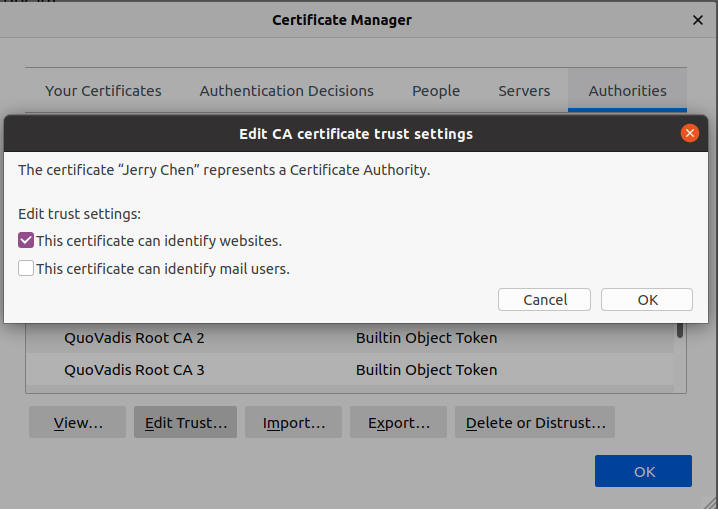 Certificate Manager
Your Certificates Authentication Decisions People Servers Authorities
Edit CA certificate trust settings
The certificate “Jerry Chen” represents a Certificate Authority.
Edit trust settings:
This certificate can identify websites.
This certificate can identify mail users.
Cancel OK
QuoVadis Root CA 2 Builtin Object Token
QuoVadis Root CA 3 Builtin Object Token
View… Edit Trust… Import… Export… Delete or Distrust…
OK